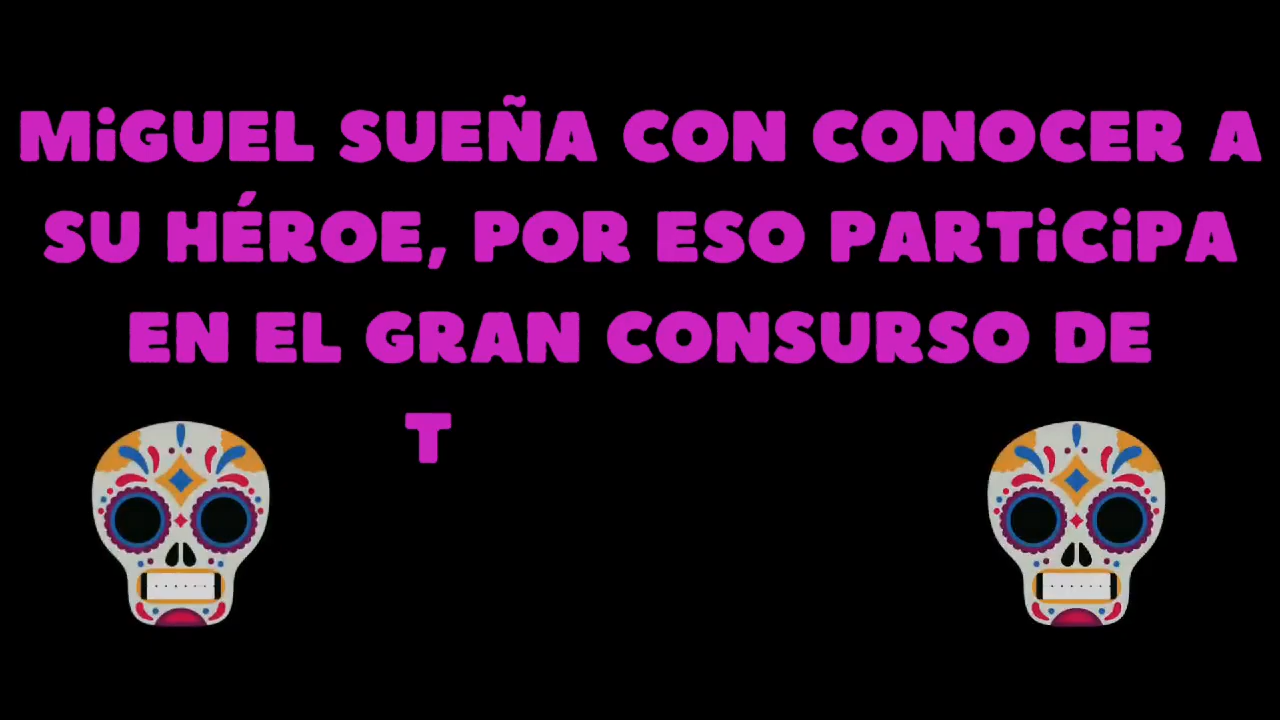 MiGUEL SUEÑA CON CONOCER A
SU HÉROE, POR ESO PARTiCiPA
EN EL GRAN CONSURSO DE
T